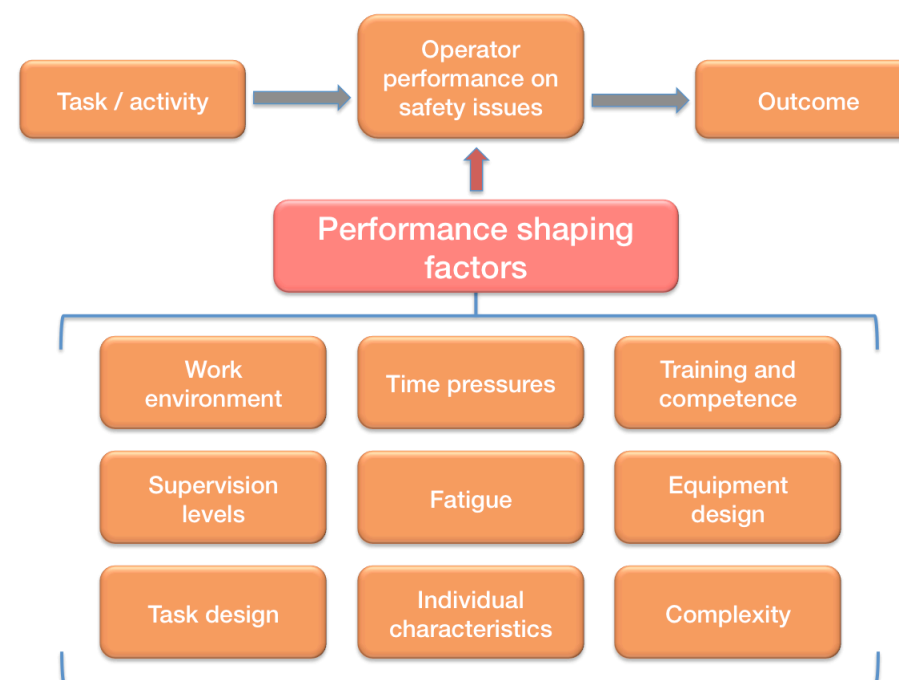 Operator
performance on
safety issues
Task / activity
Outcome
Performance shaping
factors
Work
environment
Time pressures
Training and
competence
Supervision
levels
Fatigue
Equipment
design
Task design
Individual
characteristics
Complexity